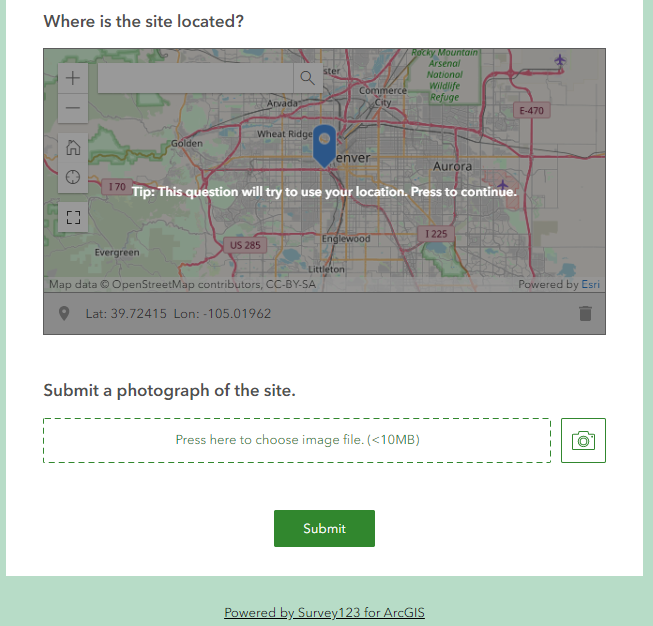 Where is the site located?
Rocky Mountain
Arsenal
National
Wildlife
Refuge
ster
Commerce
City
Arvada
E-470
Wheat Ridge
Golden
enver
Aurora
I 70
Tip: This question will try to use your location. Press to continue.
I 225
US 285
Englewood
Evergreen
Littleton
Map data © OpenStreetMap contributors, CC-BY-SA
Powered by Esri
Lat: 39.72415 Lon: -105.01962
Submit a photograph of the site.
Press here to choose image file. (<10MB)
Submit
Powered by Survey123 for ArcGIS